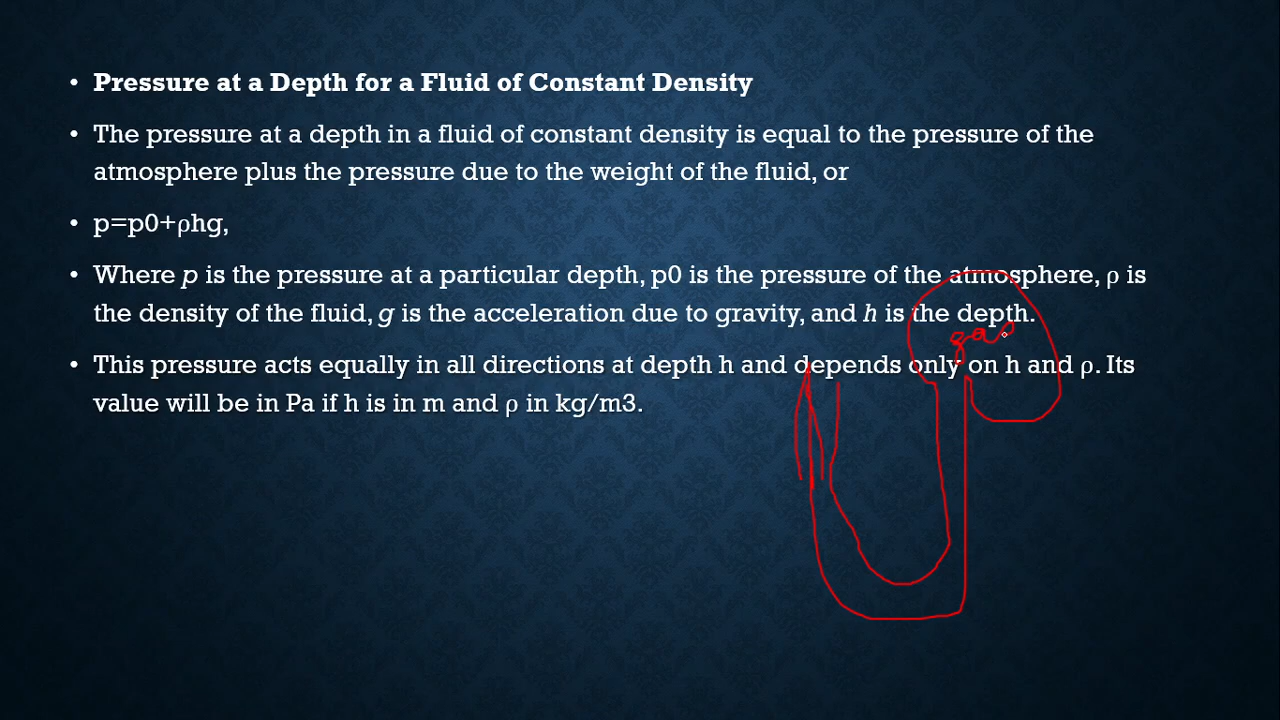 • Pressure at a Depth for a Fluid of Constant Density
• The pressure at a depth in a fluid of constant density is equal to the pressure of the
atmosphere plus the pressure due to the weight of the fluid, or
• p=p0+ρhg,
• Where p is the pressure at a particular depth, p0 is the pressure of the atmosphere, ρ is
the density of the fluid, g is the acceleration due to gravity, and h is the depth.
gas
• This pressure acts equally in all directions at depth h and depends only on h and ρ. Its
value will be in Pa if h is in m and ρ in kg/m3.